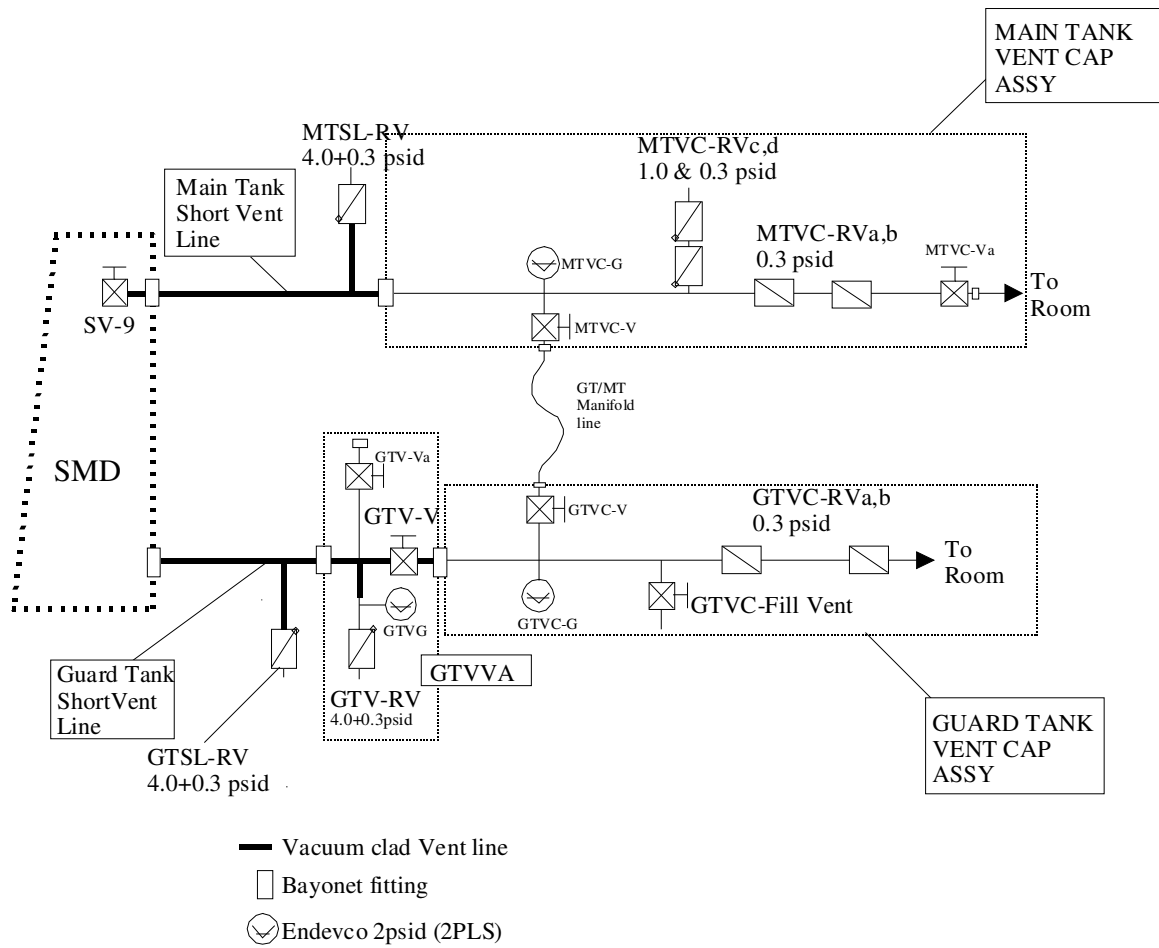 MAIN TANK
VENT CAP
ASSY
MTSL-RV
4.0+0.3 psid
MTVC-RVc,d
1.0 & 0.3 psid
Main Tank
Short Vent
Line
MTVC-RVa,b
0.3 psid
MTVC-Va
MTVC-G
To
Room
SV-9
MTVC-V
GT/MT
Manifold
line
SMD
GTV-Va
GTV-V
GTVC-V
GTVC-RVa,b
0.3 psid
To
Room
GTVC-Fill Vent
GTVG
GTVC-G
Guard Tank
ShortVent
Line
GTVVA
GTV-RV
4.0+0.3psid
GTSL-RV
4.0+0.3 psid
GUARD TANK
VENT CAP
ASSY
Vacuum clad Vent line
Bayonet fitting
Endevco 2psid (2PLS)